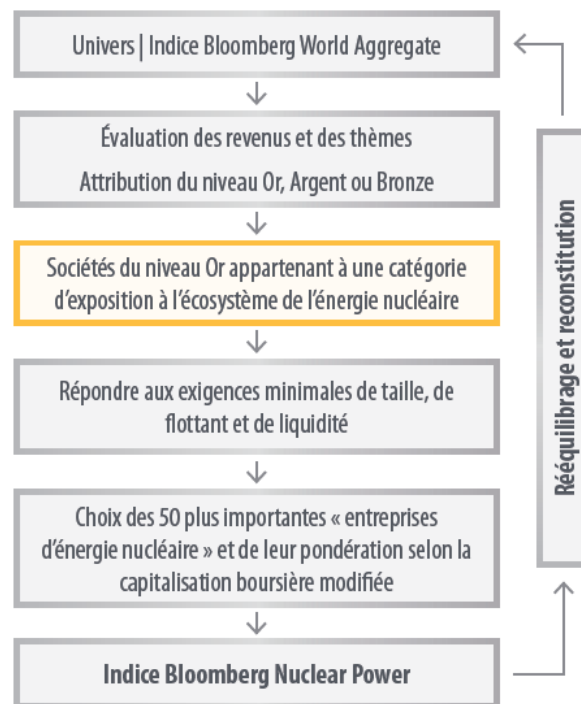 Univers | Indice Bloomberg World Aggregate
Évaluation des revenus et des thèmes
Attribution du niveau Or, Argent ou Bronze
Sociétés du niveau Or appartenant à une catégorie
d’exposition à l’écosystème de l’énergie nucléaire
Répondre aux exigences minimales de taille, de
flottant et de liquidité
Choix des 50 plus importantes « entreprises
d’énergie nucléaire » et de leur pondération selon la
capitalisation boursière modifiée
Indice Bloomberg Nuclear Power
Rééquilibrage et reconstitution